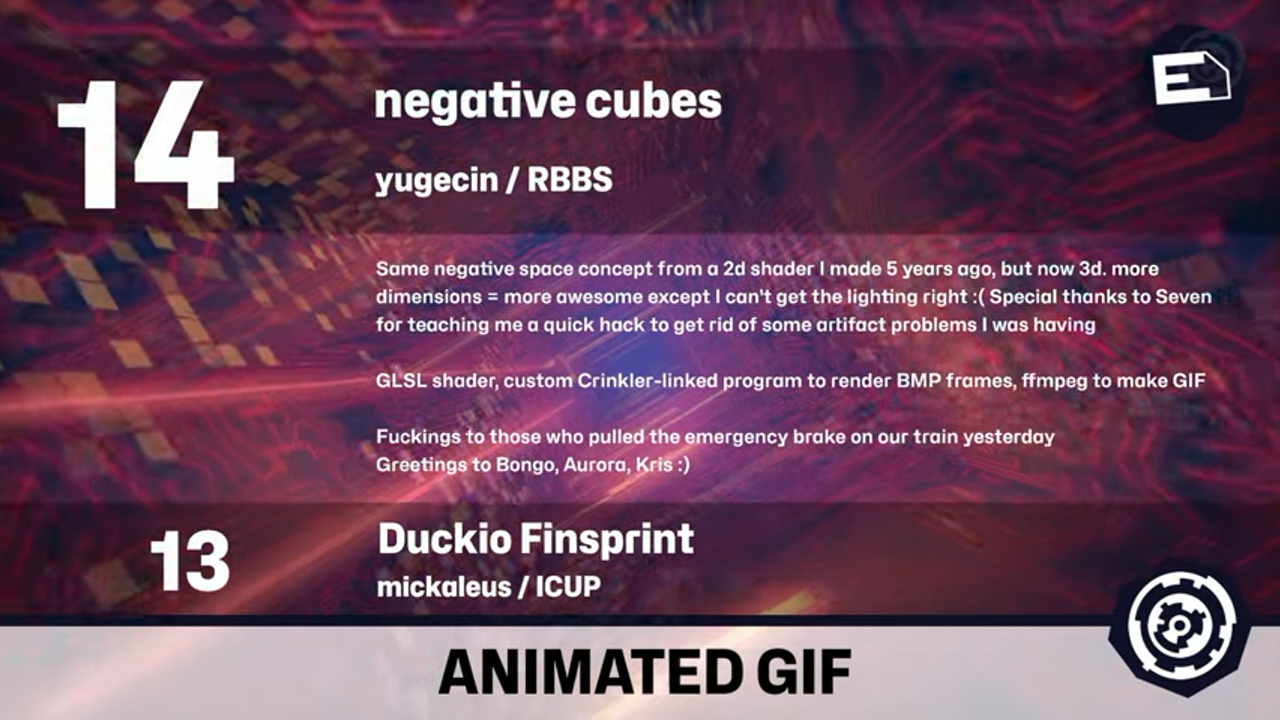 14
negative cubes
yugecin / RBBS
Same negative space concept from a 2d shader I made 5 years ago, but now 3d. more
dimensions = more awesome except I can't get the lighting right :( Special thanks to Seven
for teaching me a quick hack to get rid of some artifact problems I was having
GLSL shader, custom Crinkler-linked program to render BMP frames, ffmpeg to make GIF
Fuckings to those who pulled the emergency brake on our train yesterday
Greetings to Bongo, Aurora, Kris :)
13
Duckio Finsprint
mickaleus / ICUP
ANIMATED GIF